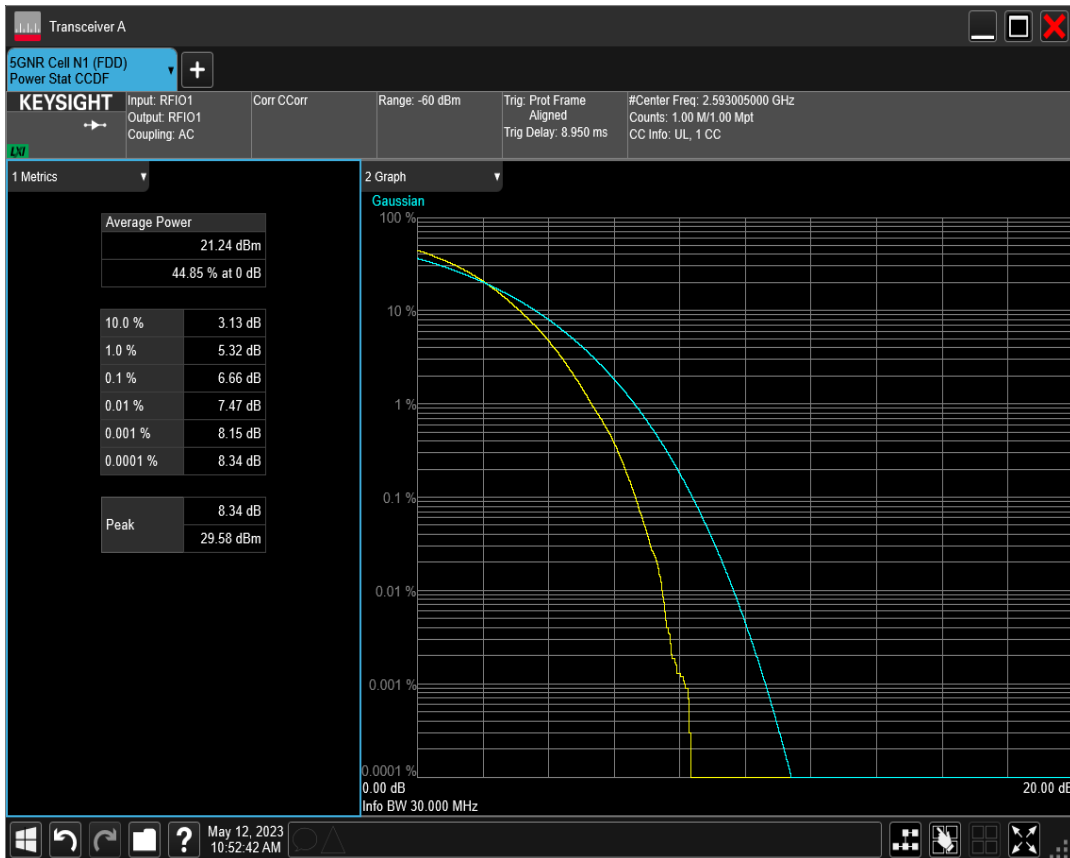 Transceiver A
5GNR Cell N1 (FDD)
Power Stat CCDF
+
KEYSIGHT
LXI
Input: RFIO1
Output: RFIO1
Coupling: AC
Corr CCorr
Range: -60 dBm
Trig: Prot Frame
Aligned
Trig Delay: 8.950 ms
#Center Freq: 2.593005000 GHz
Counts: 1.00 M/1.00 Mpt
CC Info: UL, 1 CC
1 Metrics
Average Power
21.24 dBm
44.85 % at 0 dB
10.0 % 3.13 dB
1.0 % 5.32 dB
0.1 % 6.66 dB
0.01 % 7.47 dB
0.001 % 8.15 dB
0.0001 % 8.34 dB
Peak 8.34 dB
29.58 dBm
2 Graph
Gaussian
100 %
10 %
1 %
0.1 %
0.01 %
0.001 %
0.0001 %
0.00 dB 20.00 dB
Info BW 30.000 MHz
?
May 12, 2023
10:52:42 AM